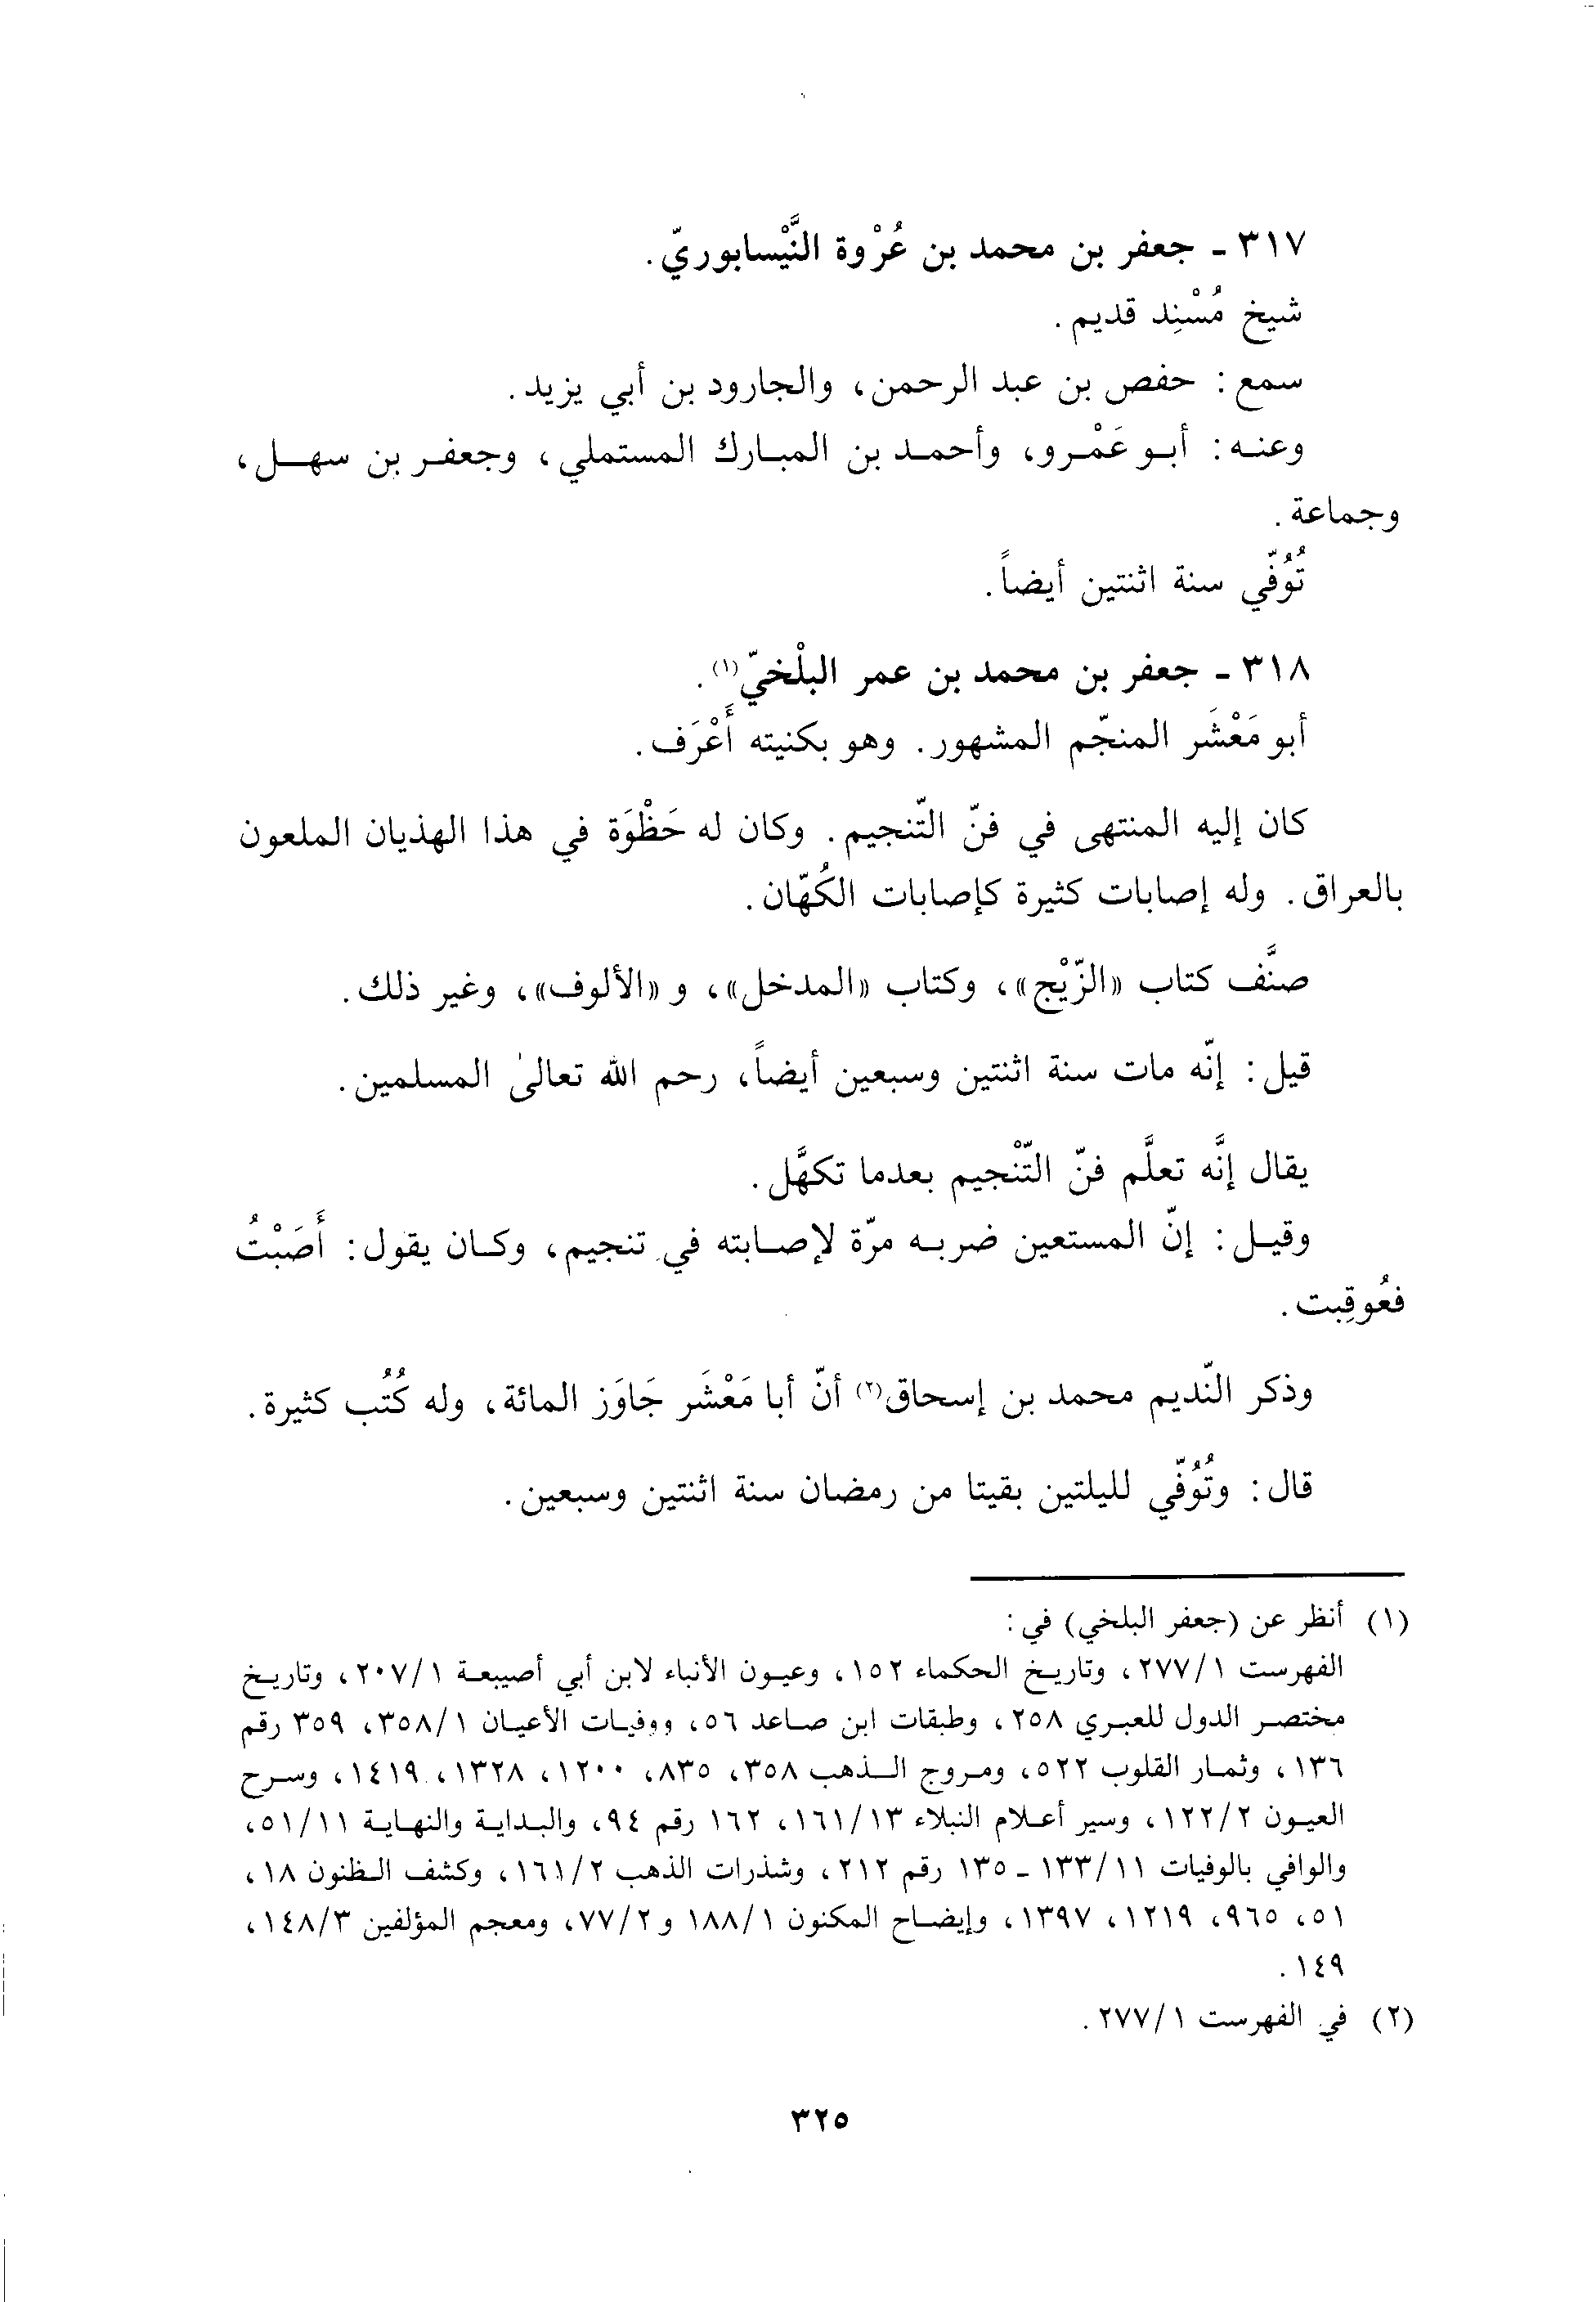 ٣١٧ - جعفر بن محمد بن عُرْوة النَّيْسابوريّ.
شيخ مُسْنِد قديم.
سمع: حفص بن عبد الرحمن، والجارود بن أبي يزيد.
وعنه: أبو عَمْرو، وأحمد بن المبارك المستملي، وجعفر بن سهل،
وجماعة.
تُوُفّي سنة اثنتين أيضاً.
٣١٨ - جعفر بن محمد بن عمر البلْخيّ(١).
أبو مَعْشَر المنجّم المشهور. وهو بكنيته أَعْرَف.
كان إليه المنتهى في فنّ التّنجيم. وكان له حَظْوَة في هذا الهذيان الملعون
بالعراق. وله إصابات كثيرة كإصابات الكُهّان.
صنَّف كتاب «الزّيْج»، وكتاب «المدخل»، و «الألوف»، وغير ذلك.
قيل: إنّه مات سنة اثنتين وسبعين أيضاً، رحم الله تعالىٰ المسلمين.
يقال إنَّه تعلَّم فنّ التّنْجيم بعدما تكهَّل.
وقيل: إنّ المستعين ضربه مرّة لإصابته في تنجيم، وكان يقول: أَصَبْتُ
فعُوقِبت.
وذكر النّديم محمد بن إسحاق(٢) أنّ أبا مَعْشَر جَاوَز المائة، وله كُتُب كثيرة.
قال: وتُوُفّي لليلتين بقيتا من رمضان سنة اثنتين وسبعين.
(١) أنظر عن (جعفر البلخي) في:
الفهرست ١/٢٧٧، وتاريخ الحكماء ١٥٢، وعيون الأنباء لابن أبي أصيبعة ١/٢٠٧، وتاريخ
مختصر الدول للعبري ٢٥٨، وطبقات ابن صاعد ٥٦، ووفيات الأعيان ١/٣٥٨، ٣٥٩ رقم
١٣٦، وثمار القلوب ٥٢٢، ومروج الذهب ٣٥٨، ٨٣٥، ١٢٠٠، ١٣٢٨، ١٤١٩، وسرح
العيون ١٢٢/٢، وسير أعلام النبلاء ١٦١/١٣، ١٦٢ رقم ٩٤، والبداية والنهاية ٥١/١١،
والوافي بالوفيات ١٣٣/١١ - ١٣٥ رقم ٢١٢، وشذرات الذهب ١٦١/٢، وكشف الظنون ١٨،
٥١، ٩٦٥، ١٢١٩، ١٣٩٧، وإيضاح المكنون ١٨٨/١ و٧٧/٢، ومعجم المؤلفين ١٤٨/٣،
١٤٩.
(٢) في الفهرست ٢٧٧/١.
٣٢٥